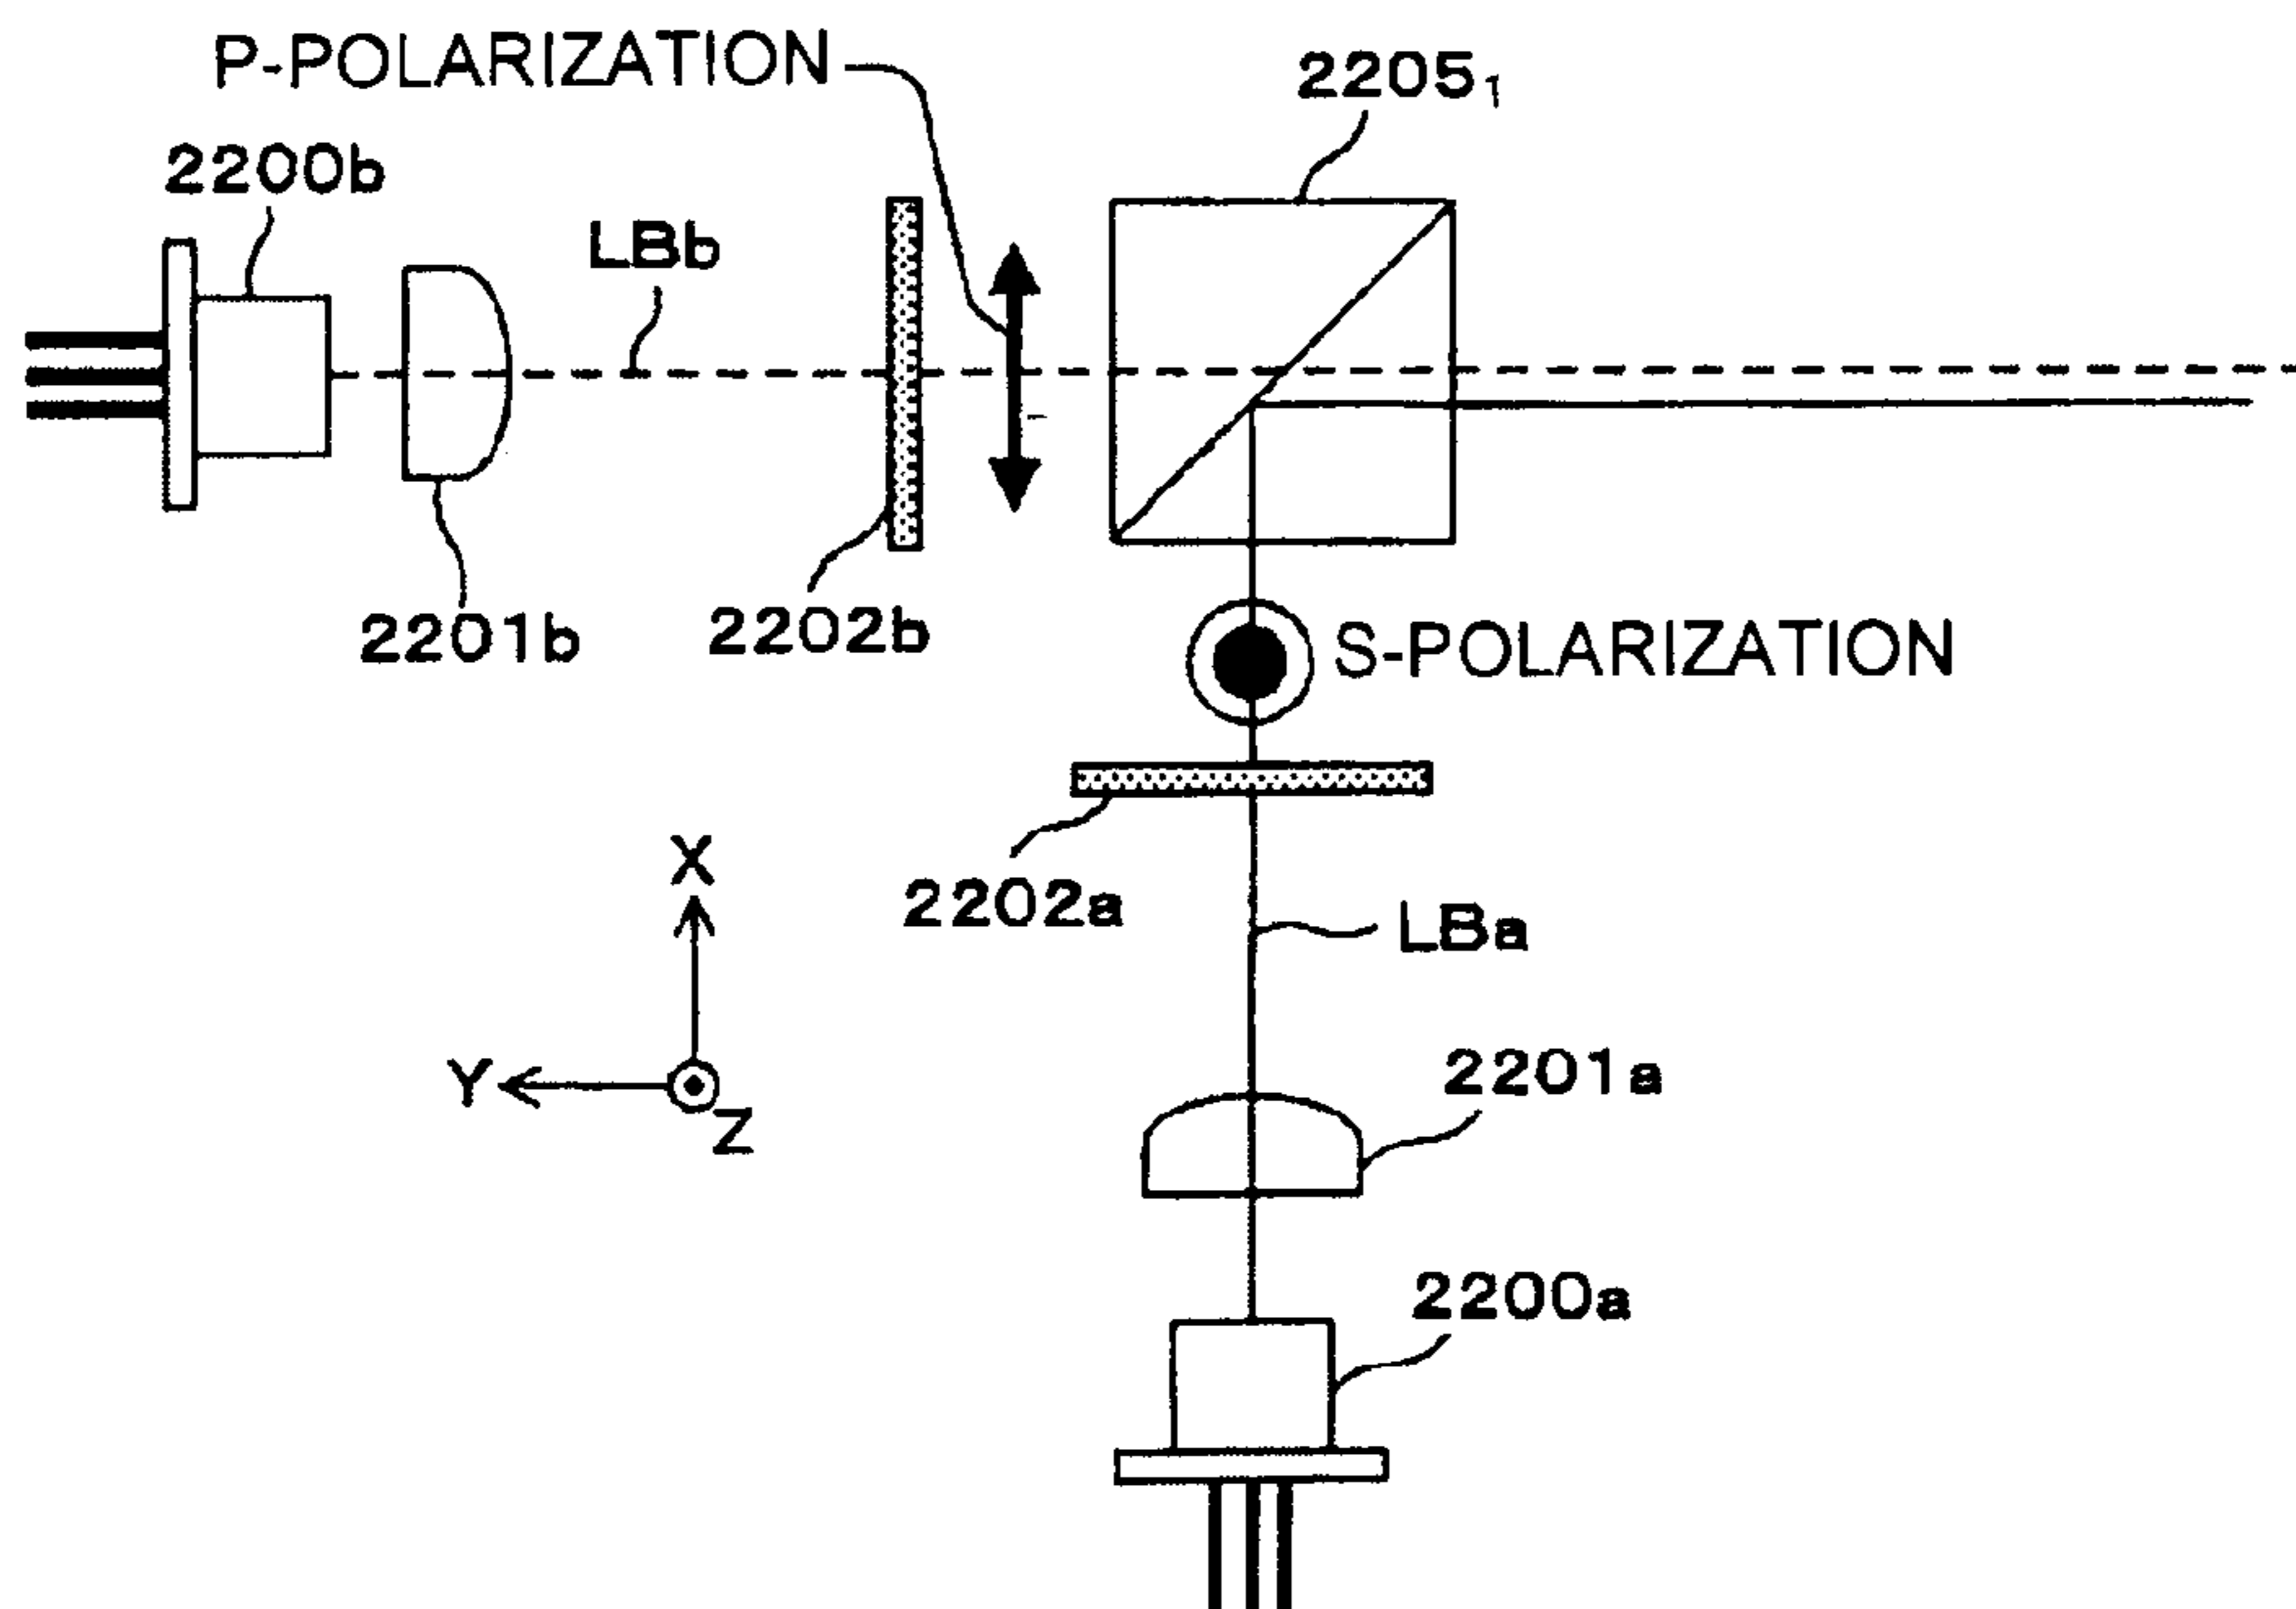 P-POLARIZATION
2205₁
2200b
LBb
2201b
2202b
S-POLARIZATION
X
2202a
LBa
Y
Z
2201a
2200a